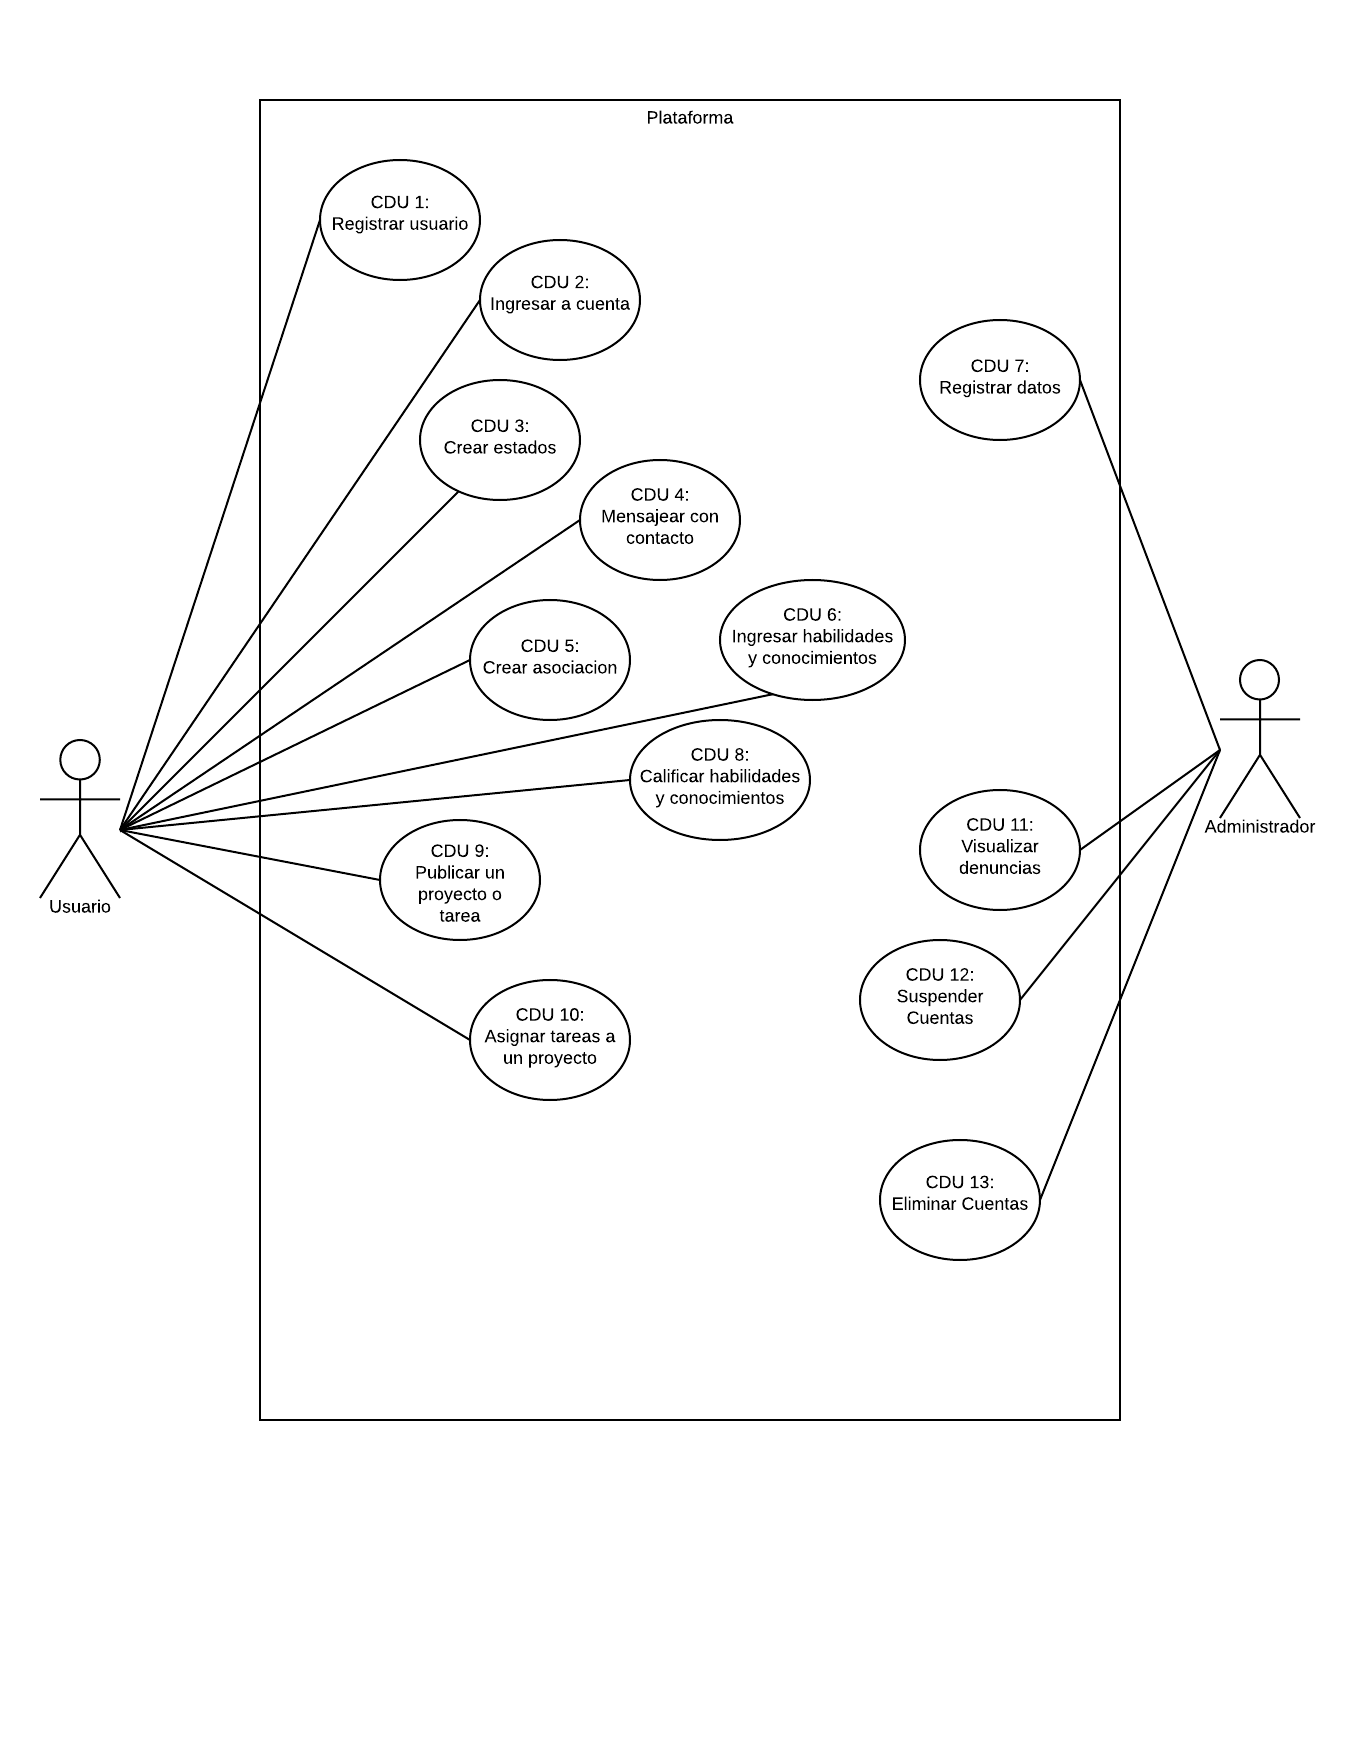 Plataforma
CDU 1:
Registrar usuario
CDU 2:
Ingresar a cuenta
CDU 3:
Crear estados
CDU 4:
Mensajear con
contacto
CDU 5:
Crear asociacion
CDU 6:
Ingresar habilidades
y conocimientos
CDU 7:
Registrar datos
CDU 8:
Calificar habilidades
y conocimientos
CDU 9:
Publicar un
proyecto o
tarea
CDU 10:
Asignar tareas a
un proyecto
CDU 11:
Visualizar
denuncias
CDU 12:
Suspender
Cuentas
CDU 13:
Eliminar Cuentas
Usuario
Administrador